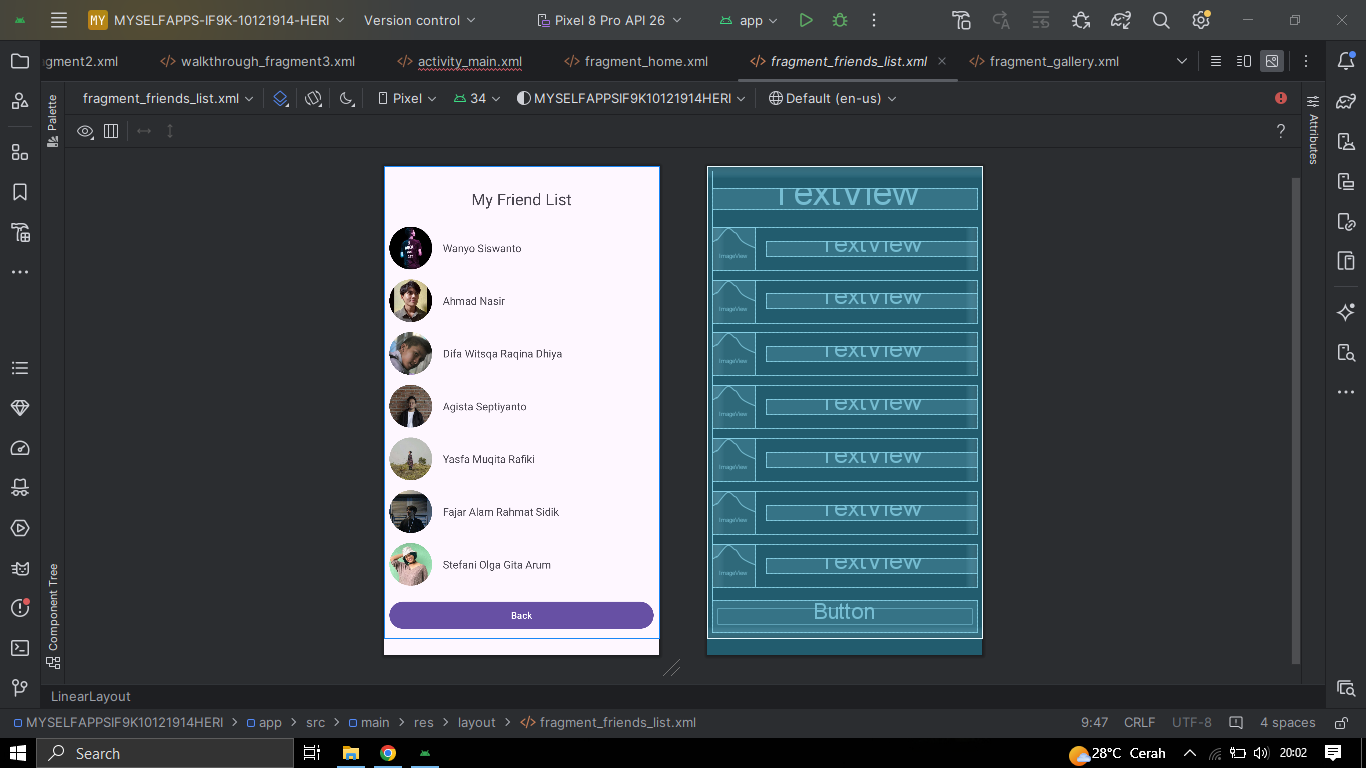 MY MYSELFAPPS-IF9K-10121914-HERI Version control Pixel 8 Pro API 26 app
agment2.xml walkthrough_fragment3.xml activity_main.xml fragment_home.xml fragment_friends_list.xml fragment_gallery.xml
fragment_friends_list.xml Pixel 34 MYSELFAPPSIF9K10121914HERI Default (en-us)
Palette
?
Attributes
My Friend List
Wanyo Siswanto
Ahmad Nasir
Difa Witsqa Raqina Dhiya
Agista Septiyanto
Yasfa Muqita Rafiki
Fajar Alam Rahmat Sidik
Stefani Olga Gita Arum
Back
TextView
ImageView TextView
ImageView TextView
ImageView TextView
ImageView TextView
ImageView TextView
ImageView TextView
ImageView TextView
Button
Component Tree
LinearLayout
MYSELFAPPSIF9K10121914HERI > app > src > main > res > layout > fragment_friends_list.xml 9:47 CRLF UTF-8 4 spaces
Search 28°C Cerah 20:02